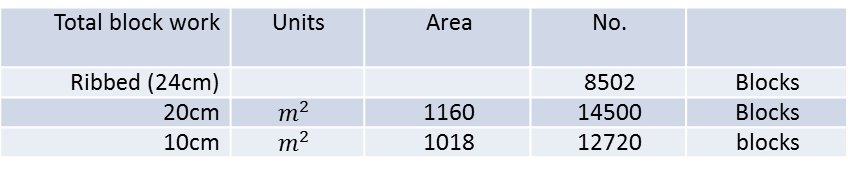 Total block work Units Area No.
Ribbed (24cm) 8502 Blocks
20cm m² 1160 14500 Blocks
10cm m² 1018 12720 blocks